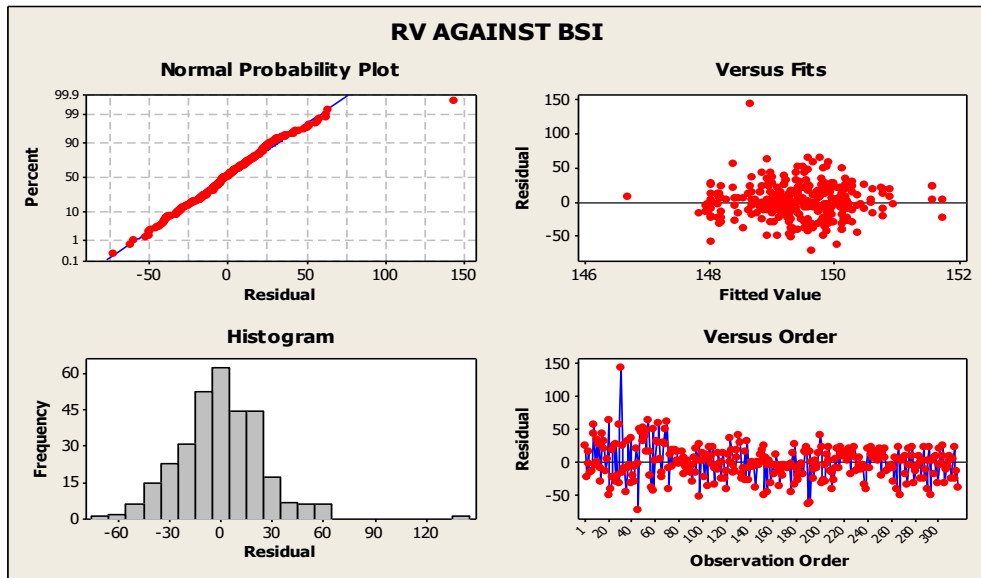 RV AGAINST BSI
Normal Probability Plot
99.9
99
90
50
10
1
0.1
Percent
-50 0 50 100 150
Residual
Versus Fits
150
100
50
0
-50
Residual
146 148 150 152
Fitted Value
Histogram
60
45
30
15
0
Frequency
-60 -30 0 30 60 90 120
Residual
Versus Order
150
100
50
0
-50
Residual
1 20 40 60 80 100 120 140 160 180 200 220 240 260 280 300
Observation Order